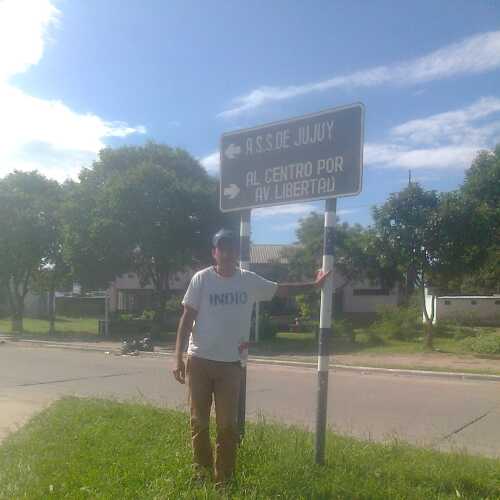 ← A S.S.DE JUJUY
→ AL CENTRO POR
AV LIBERTAD
INDIO